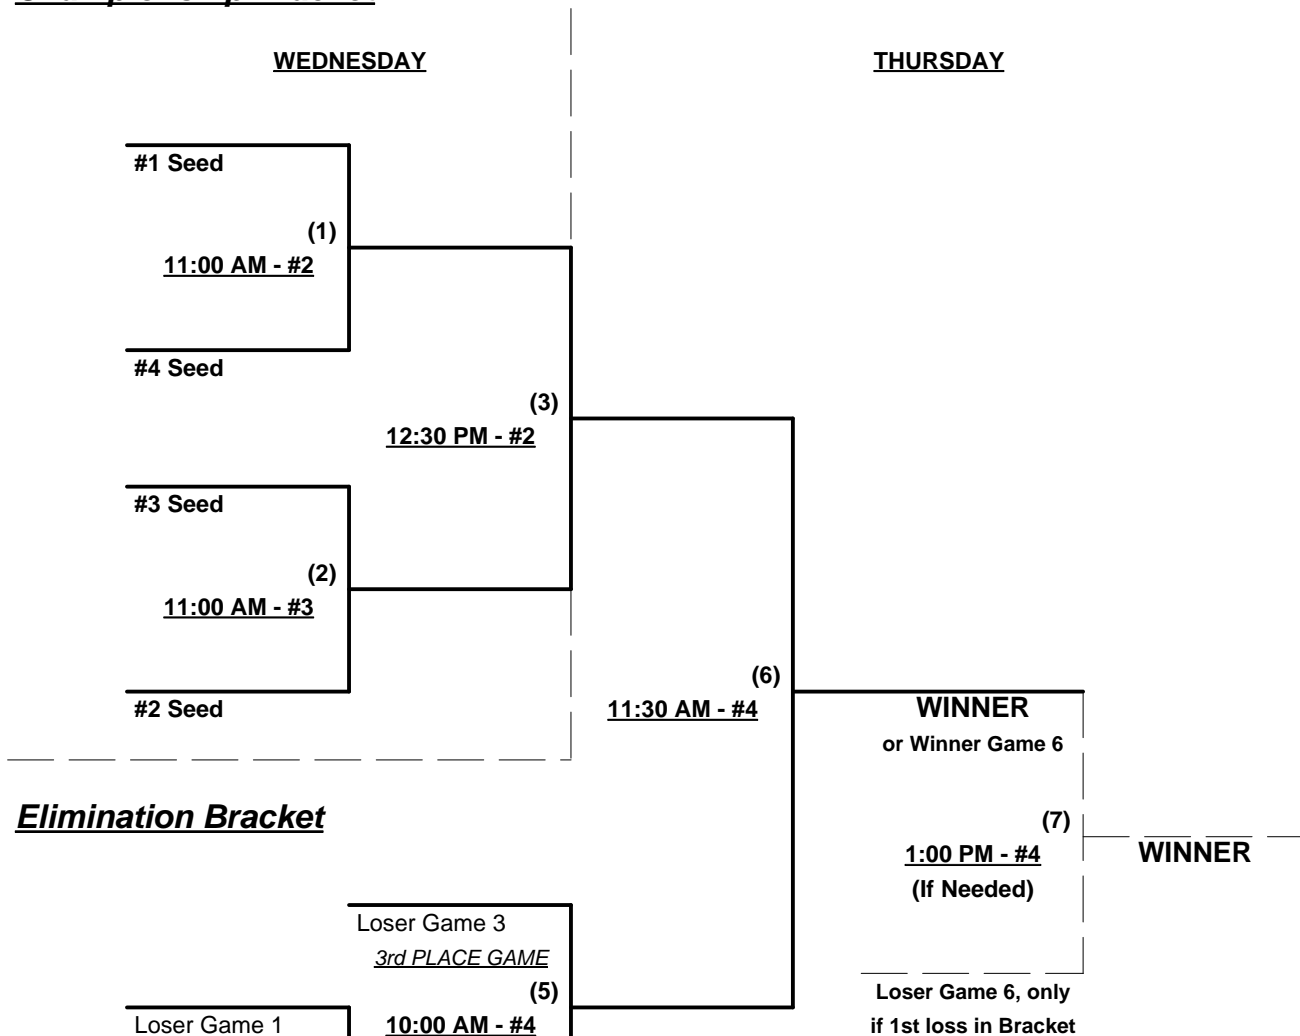 WEDNESDAY
THURSDAY
#1 Seed
(1)
11:00 AM - #2
#4 Seed
(3)
12:30 PM - #2
#3 Seed
(2)
11:00 AM - #3
#2 Seed
(6)
11:30 AM - #4
WINNER
or Winner Game 6
Elimination Bracket
(7)
1:00 PM - #4
(If Needed)
WINNER
Loser Game 3
3rd PLACE GAME
(5)
10:00 AM - #4
Loser Game 1
Loser Game 6, only
if 1st loss in Bracket